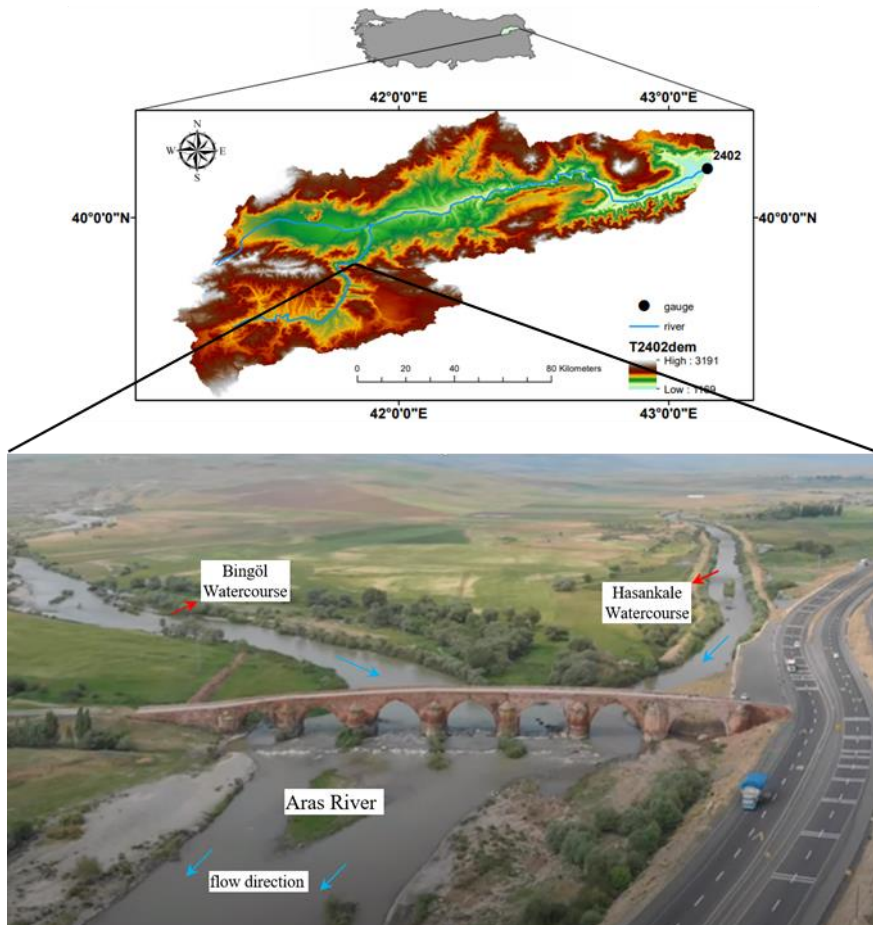 42°0'0"E
43°0'0"E
N
W
E
S
2402
40°0'0"N
40°0'0"N
gauge
river
T2402dem
High : 3191
0
20
40
80 Kilometers
Low :
42°0'0"E
43°0'0"E
Bingöl
Watercourse
Hasankale
Watercourse
Aras River
flow direction